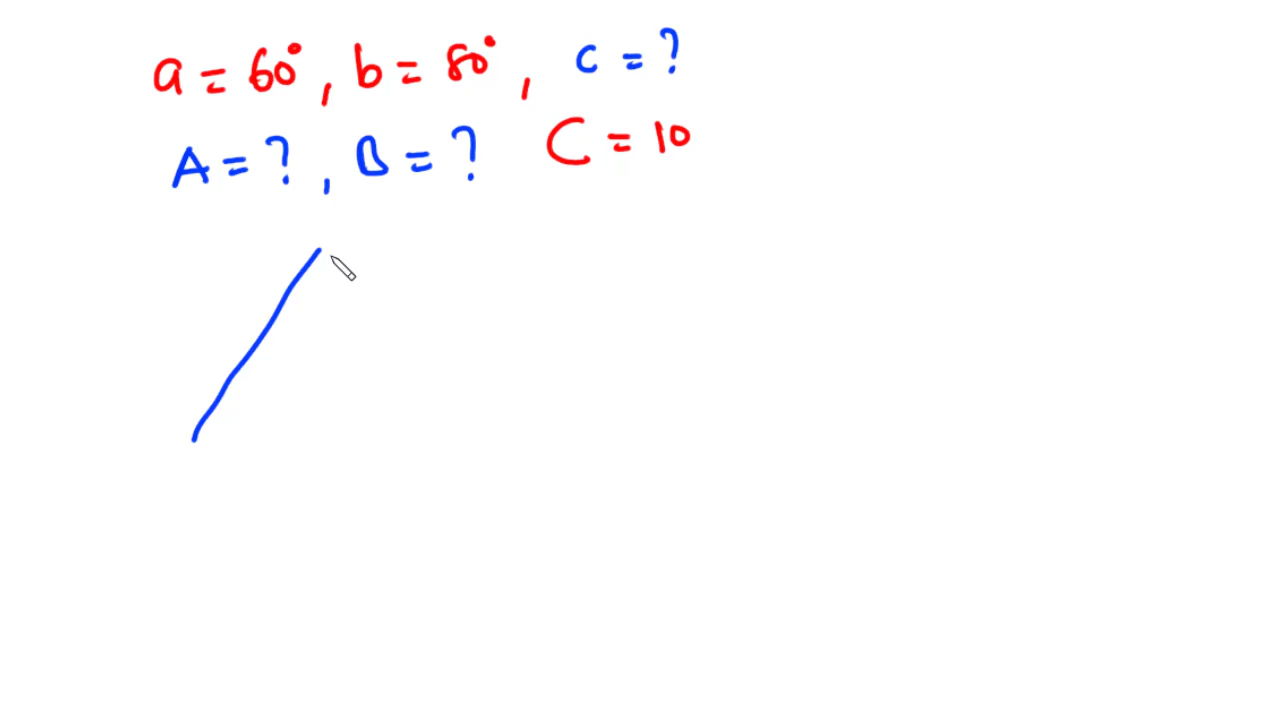 a = 60°, b = 80°, c = ?
A = ?, B = ? C = 10